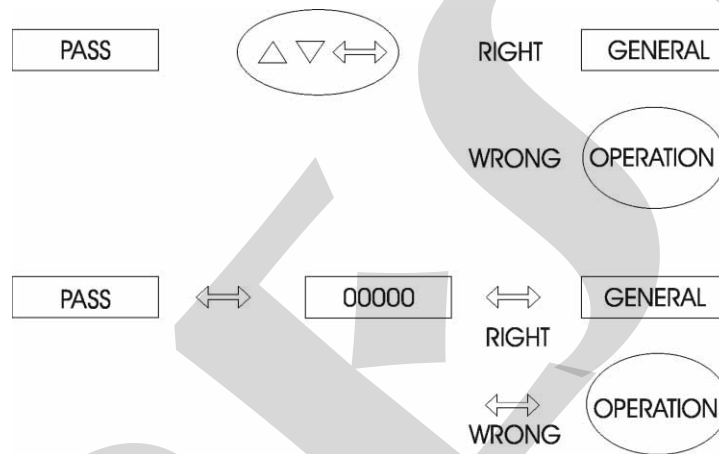 PASS RIGHT GENERAL
WRONG OPERATION
PASS 00000 GENERAL
RIGHT
WRONG OPERATION